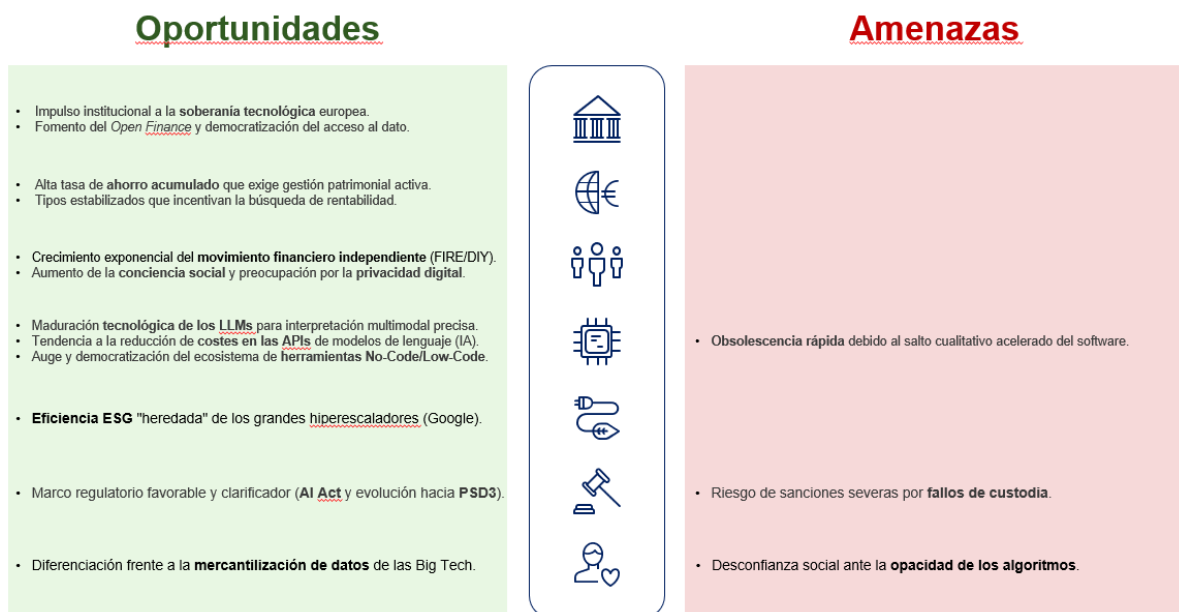 Oportunidades
Amenazas
• Impulso institucional a la soberanía tecnológica europea.
• Fomento del Open Finance y democratización del acceso al dato.
• Alta tasa de ahorro acumulado que exige gestión patrimonial activa.
• Tipos estabilizados que incentivan la búsqueda de rentabilidad.
• Crecimiento exponencial del movimiento financiero independiente (FIRE/DIY).
• Aumento de la conciencia social y preocupación por la privacidad digital.
• Maduración tecnológica de los LLMs para interpretación multimodal precisa.
• Tendencia a la reducción de costes en las APIs de modelos de lenguaje (IA).
• Auge y democratización del ecosistema de herramientas No-Code/Low-Code.
• Obsolescencia rápida debido al salto cualitativo acelerado del software.
• Eficiencia ESG "heredada" de los grandes hiperescaladores (Google).
• Marco regulatorio favorable y clarificador (AI Act y evolución hacia PSD3).
• Riesgo de sanciones severas por fallos de custodia.
• Diferenciación frente a la mercantilización de datos de las Big Tech.
• Desconfianza social ante la opacidad de los algoritmos.